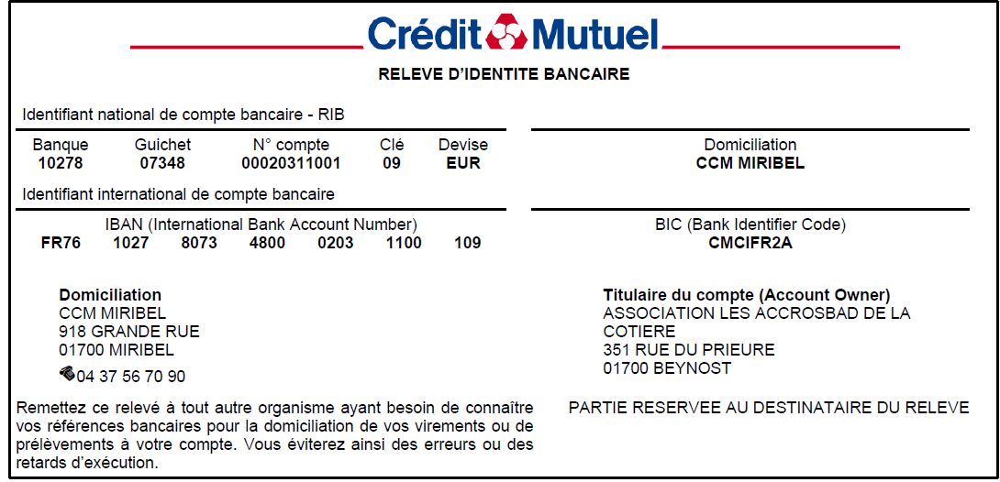 Crédit Mutuel
RELEVE D'IDENTITE BANCAIRE
Identifiant national de compte bancaire - RIB
Banque Guichet N° compte Clé Devise Domiciliation
10278 07348 00020311001 09 EUR CCM MIRIBEL
Identifiant international de compte bancaire
IBAN (International Bank Account Number) BIC (Bank Identifier Code)
FR76 1027 8073 4800 0203 1100 109 CMCIFR2A
Domiciliation
CCM MIRIBEL
918 GRANDE RUE
01700 MIRIBEL
04 37 56 70 90
Titulaire du compte (Account Owner)
ASSOCIATION LES ACCROSBAD DE LA
COTIERE
351 RUE DU PRIEURE
01700 BEYNOST
Remettez ce relevé à tout autre organisme ayant besoin de connaître
vos références bancaires pour la domiciliation de vos virements ou de
prélèvements à votre compte. Vous éviterez ainsi des erreurs ou des
retards d'exécution.
PARTIE RESERVEE AU DESTINATAIRE DU RELEVE